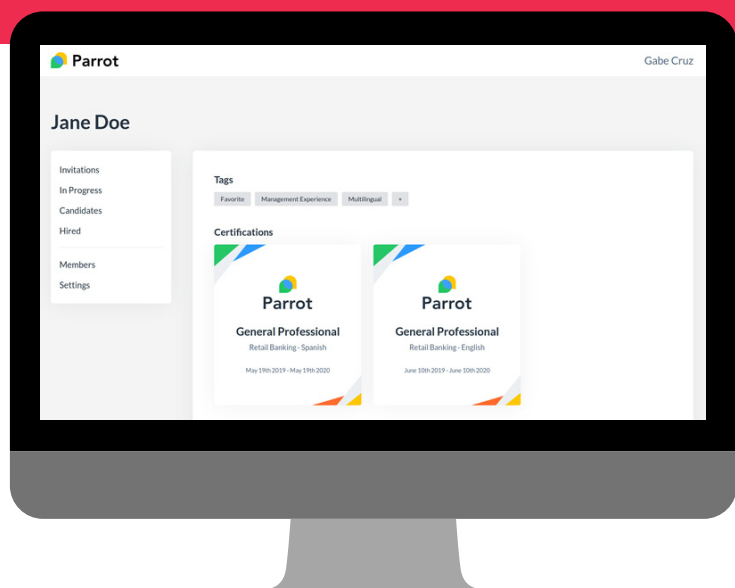 Parrot
Gabe Cruz
Jane Doe
Invitations
In Progress
Candidates
Hired
Members
Settings
Tags
Favorite Management Experience Multilingual +
Certifications
Parrot
General Professional
Retail Banking - Spanish
May 19th 2019 - May 19th 2020
Parrot
General Professional
Retail Banking - English
June 10th 2019 - June 10th 2020